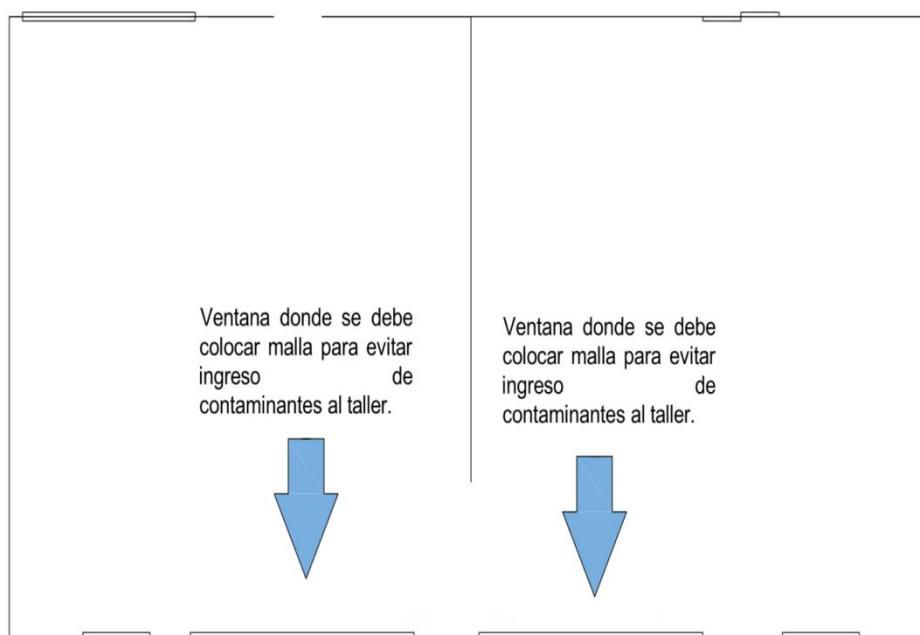 Ventana donde se debe
colocar malla para evitar
ingreso de
contaminantes al taller.
Ventana donde se debe
colocar malla para evitar
ingreso de
contaminantes al taller.